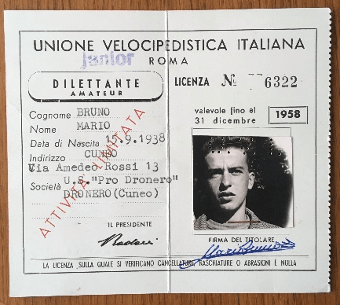 UNIONE VELOCIPEDISTICA ITALIANA
junior
ROMA
DILETTANTE
AMATEUR
LICENZA № 6322
Cognome BRUNO
Nome MARIO
Data di Nascita 15.9.1938
Indirizzo CUNEO
Via Amedeo Rossi 13
Società U.S. "Pro Dronero"
DRONERO (Cuneo)
ATTIVITÀ LIMITATA
valevole fino al
31 dicembre
1958
IL PRESIDENTE
FIRMA DEL TITOLARE
LA LICENZA SULLA QUALE SI VERIFICANO CANCELLATURE, RASCHIATURE O ABRASIONI È NULLA